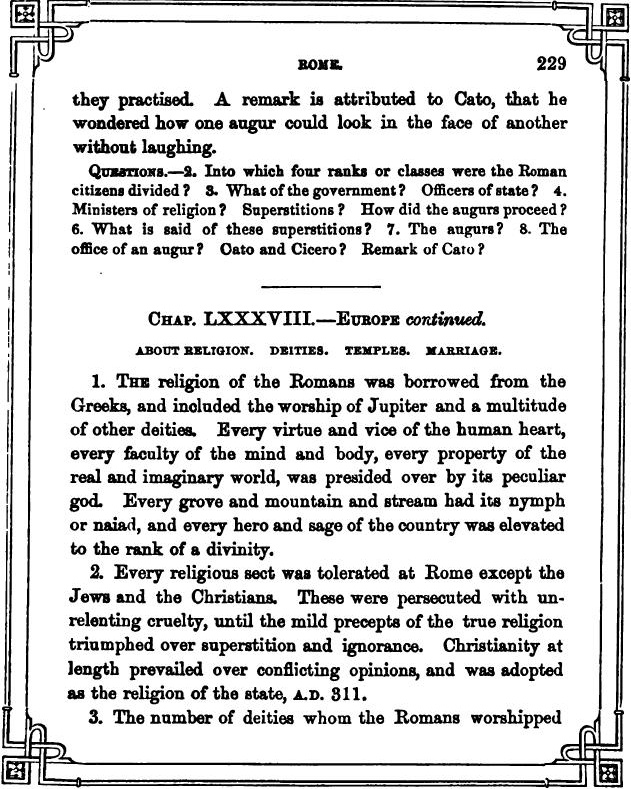 ROME. 229
they practised. A remark is attributed to Cato, that he
wondered how one augur could look in the face of another
without laughing.
QUESTIONS.—2. Into which four ranks or classes were the Roman
citizens divided? 3. What of the government? Officers of state? 4.
Ministers of religion? Superstitions? How did the augurs proceed?
6. What is said of these superstitions? 7. The augurs? 8. The
office of an augur? Cato and Cicero? Remark of Cato?
CHAP. LXXXVIII.—EUROPE continued.
ABOUT RELIGION. DEITIES. TEMPLES. MARRIAGE.
1. THE religion of the Romans was borrowed from the
Greeks, and included the worship of Jupiter and a multitude
of other deities. Every virtue and vice of the human heart,
every faculty of the mind and body, every property of the
real and imaginary world, was presided over by its peculiar
god. Every grove and mountain and stream had its nymph
or naiad, and every hero and sage of the country was elevated
to the rank of a divinity.
2. Every religious sect was tolerated at Rome except the
Jews and the Christians. These were persecuted with un-
relenting cruelty, until the mild precepts of the true religion
triumphed over superstition and ignorance. Christianity at
length prevailed over conflicting opinions, and was adopted
as the religion of the state, A.D. 311.
3. The number of deities whom the Romans worshipped